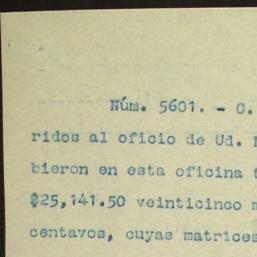 Núm. 5601. - C.
ridos al oficio de Ud.
bieron en esta oficina
$25,141.50 veinticinco
centavos, cuyas matrices